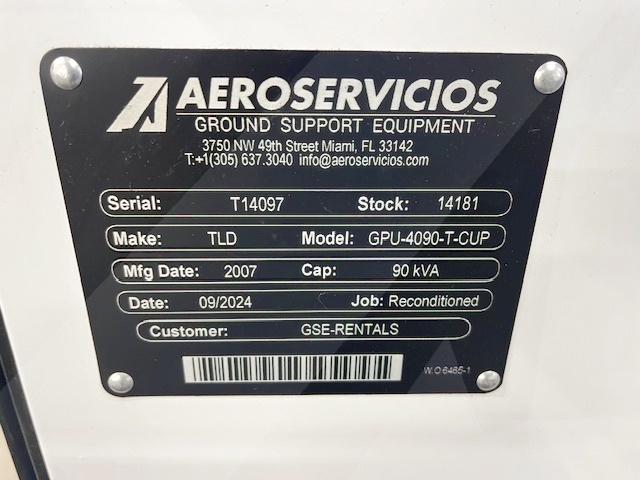 AEROSERVICIOS
GROUND SUPPORT EQUIPMENT
3750 NW 49th Street Miami, FL 33142
T:+1(305) 637.3040 info@aeroservicios.com
Serial: T14097 Stock: 14181
Make: TLD Model: GPU-4090-T-CUP
Mfg Date: 2007 Cap: 90 kVA
Date: 09/2024 Job: Reconditioned
Customer: GSE-RENTALS
W.O 6465-1